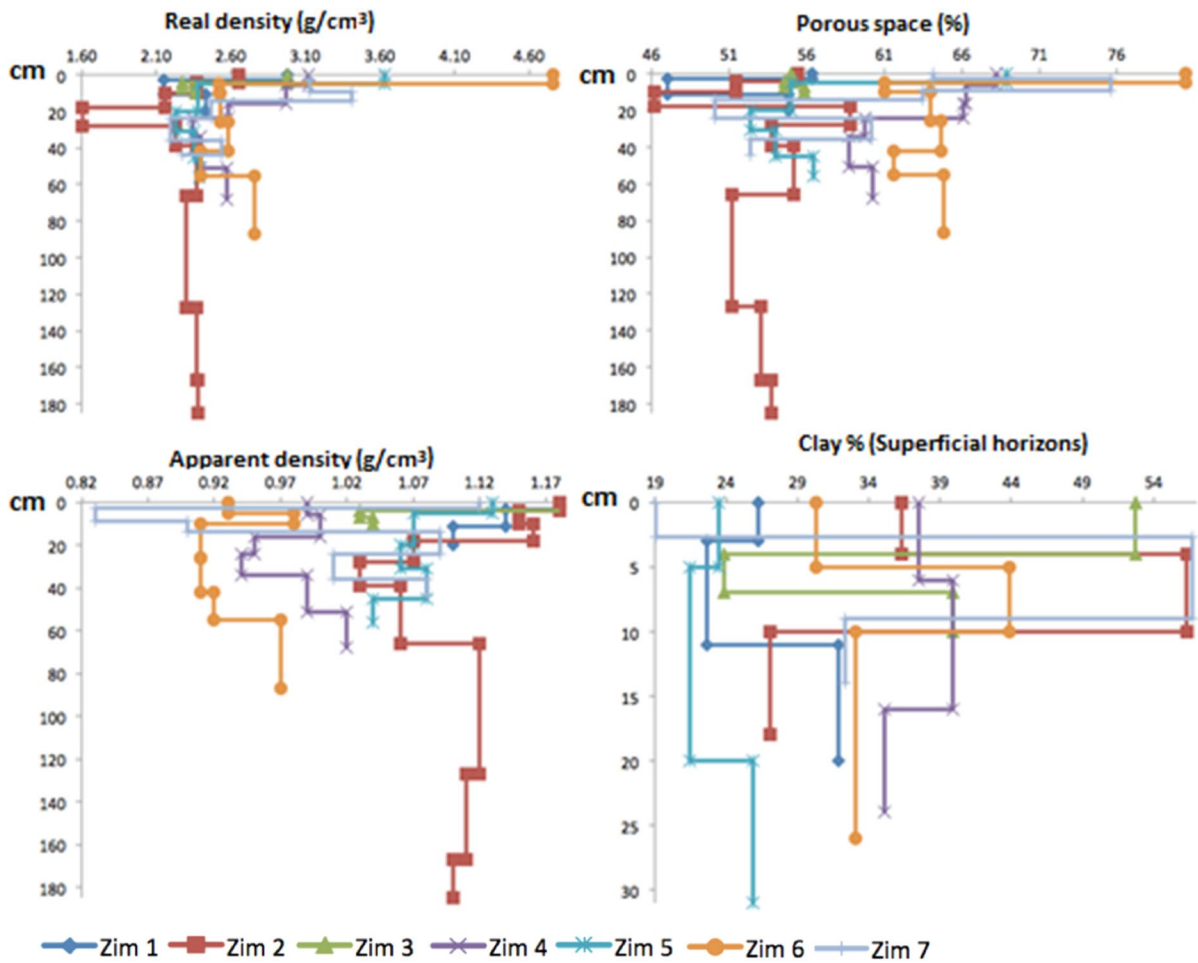 Real density (g/cm³)
1.60 2.10 2.60 3.10 3.60 4.10 4.60
cm
0
20
40
60
80
100
120
140
160
180
Porous space (%)
46 51 56 61 66 71 76
cm
0
20
40
60
80
100
120
140
160
180
Apparent density (g/cm³)
0.82 0.87 0.92 0.97 1.02 1.07 1.12 1.17
cm
0
20
40
60
80
100
120
140
160
180
Clay % (Superficial horizons)
19 24 29 34 39 44 49 54
cm
0
5
10
15
20
25
30
Zim 1 Zim 2 Zim 3 Zim 4 Zim 5 Zim 6 Zim 7